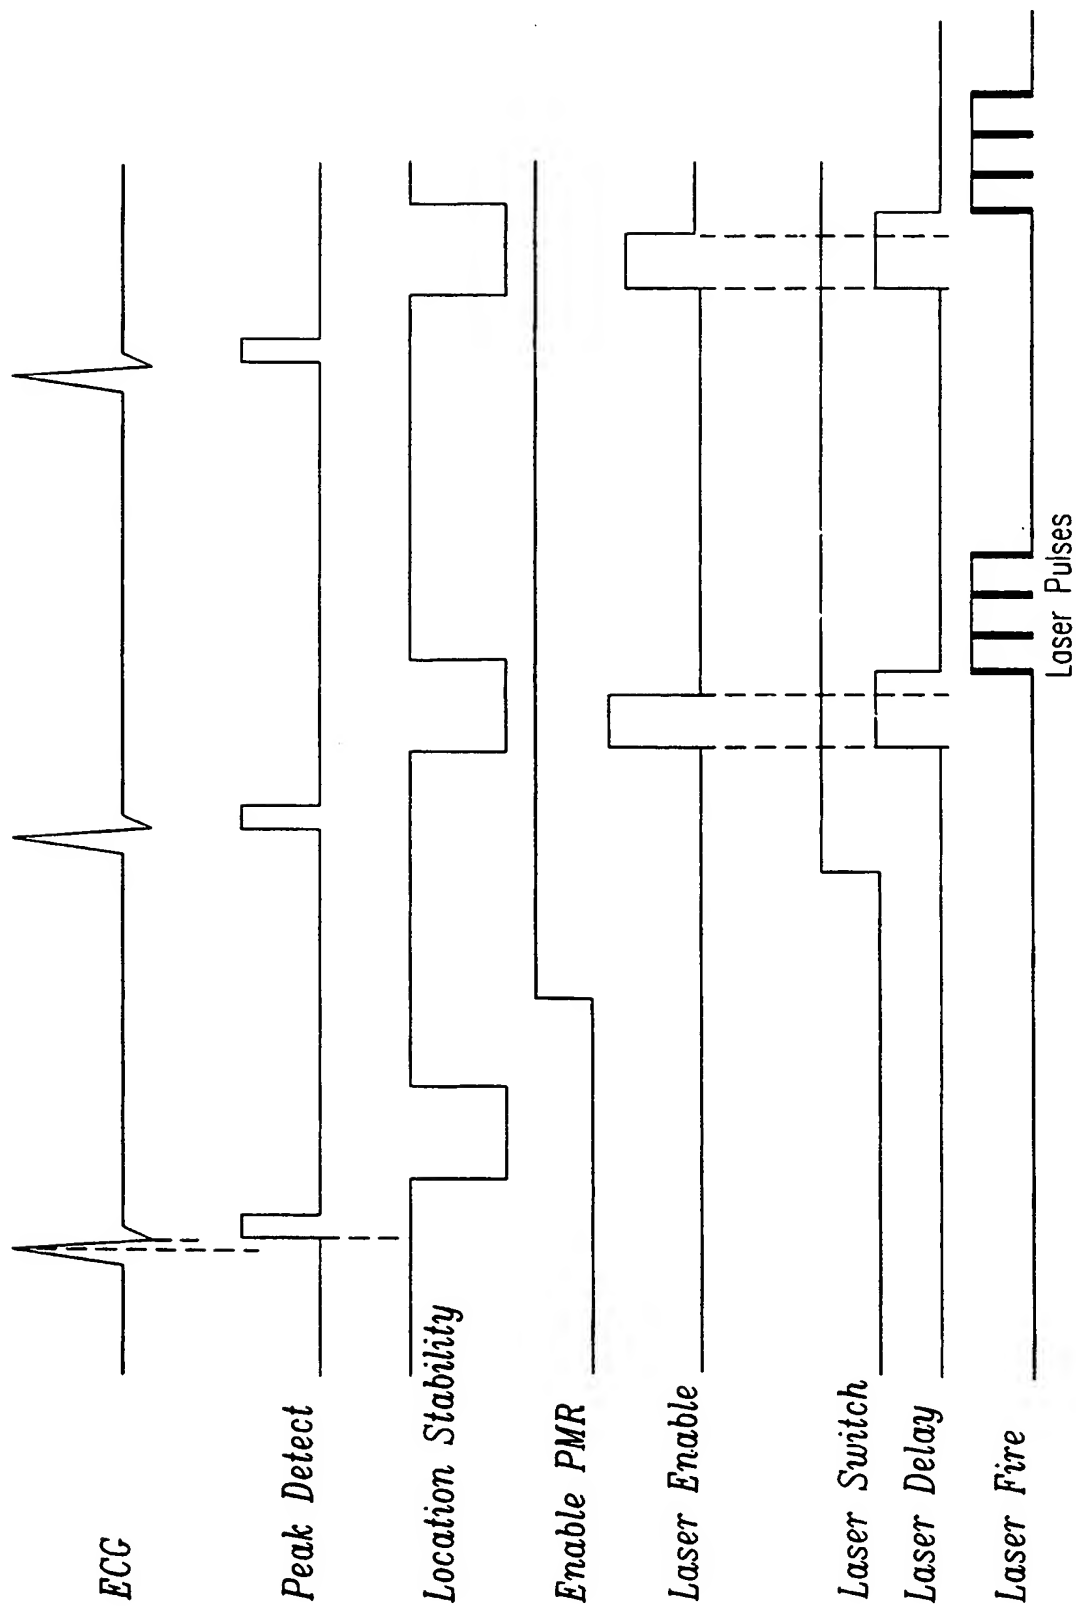 ECG
Peak Detect
Location Stability
Enable PMR
Laser Enable
Laser Switch
Laser Delay
Laser Fire
Laser Pulses